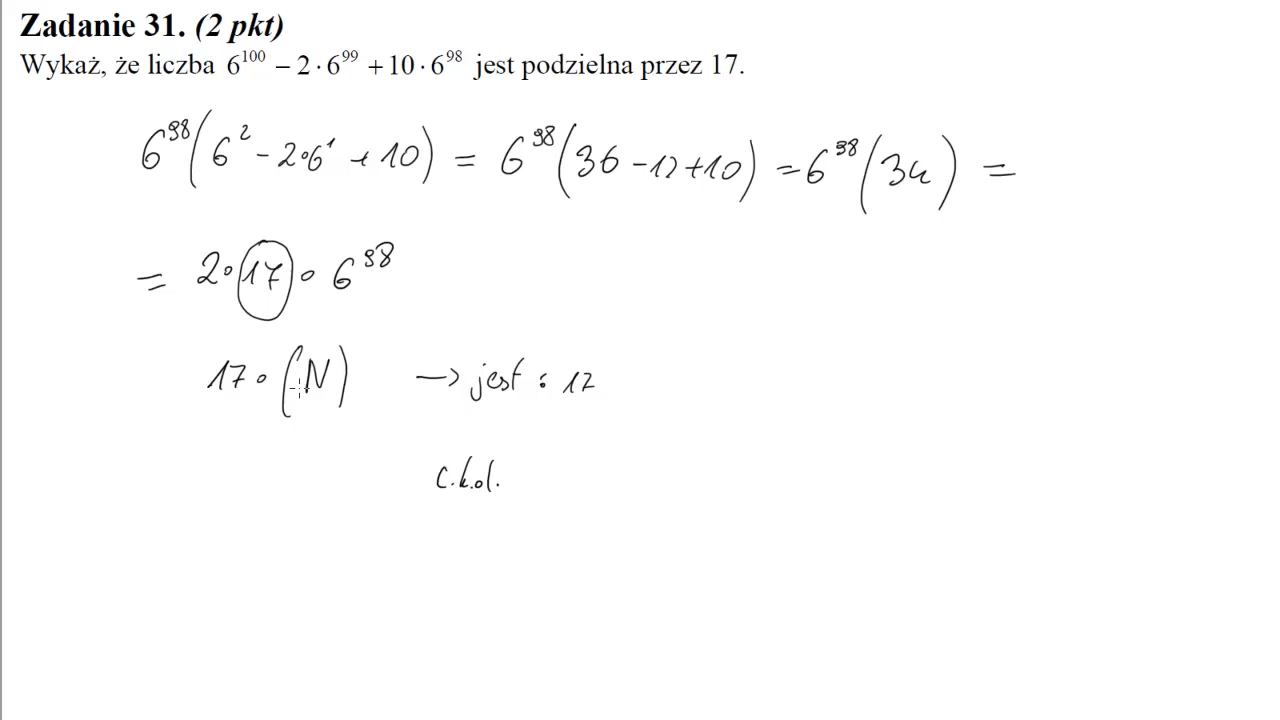 Zadanie 31. (2 pkt)
Wykaż, że liczba 6^100 − 2·6^99 + 10·6^98 jest podzielna przez 17.
6^98(6^2 − 2·6^1 + 10) = 6^98(36 − 12 + 10) = 6^98(34) =
= 2·17·6^98
17·(N) → jest : 17
c.k.d.